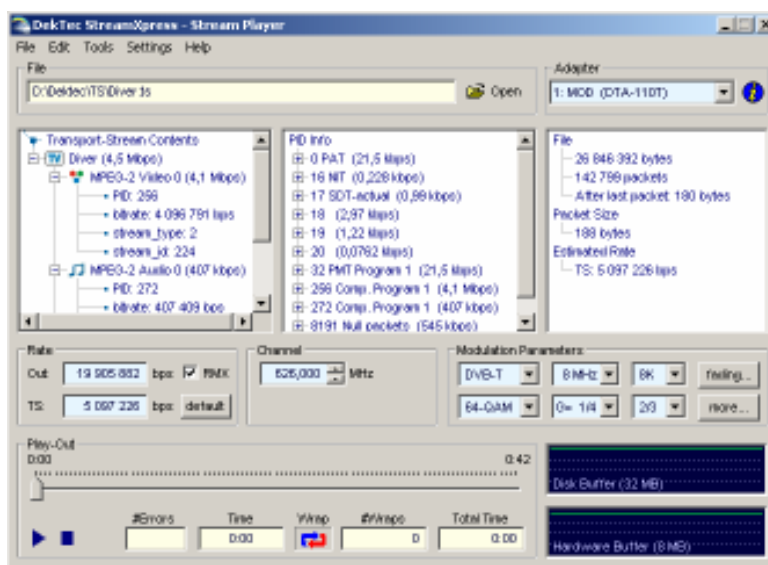 DekTec StreamXpress - Stream Player
File Edit Tools Settings Help
File
D:\Dektec\TS\Diver.ts
Open
Adapter
1: MOD (DTA-110T)
Transport-Stream Contents
Diver (4,5 Mbps)
MPEG-2 Video 0 (4,1 Mbps)
PID: 256
bitrate: 4 096 791 bps
stream_type: 2
stream_id: 224
MPEG-2 Audio 0 (407 kbps)
PID: 272
bitrate: 407 409 bps
PID Info
0 PAT (21,5 kbps)
16 NIT (0,228 kbps)
17 SDT-actual (0,99 kbps)
18 (2,97 kbps)
19 (1,22 kbps)
20 (0,0762 kbps)
32 PMT Program 1 (21,5 kbps)
256 Comp. Program 1 (4,1 Mbps)
272 Comp. Program 1 (407 kbps)
8191 Null packets (545 kbps)
File
26 846 392 bytes
142 799 packets
After last packet: 180 bytes
Packet Size
188 bytes
Estimated Rate
TS: 5 097 226 bps
Rate
Out: 19 905 882 bps RMX
TS: 5 097 226 bps default
Channel
626,000 MHz
Modulation Parameters
DVB-T 8 MHz 8K fading...
64-QAM G= 1/4 2/3 more...
Play-Out
0:00 0:42
#Errors Time Wrap #Wraps Total Time
0:00 0 0:00
Disk Buffer (32 MB)
Hardware Buffer (8 MB)